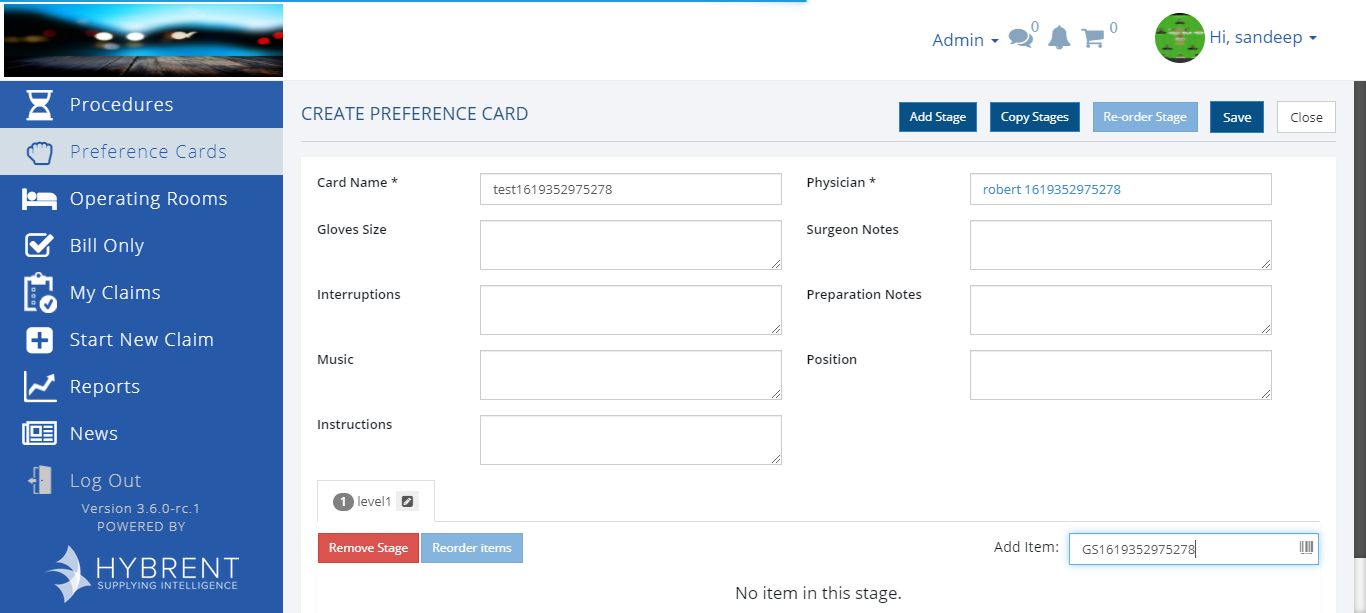 Admin
0
0
Hi, sandeep
Procedures
Preference Cards
Operating Rooms
Bill Only
My Claims
Start New Claim
Reports
News
Log Out
Version 3.6.0-rc.1
POWERED BY
HYBRENT
SUPPLYING INTELLIGENCE
CREATE PREFERENCE CARD
Add Stage
Copy Stages
Re-order Stage
Save
Close
Card Name *
test1619352975278
Physician *
robert 1619352975278
Gloves Size
Surgeon Notes
Interruptions
Preparation Notes
Music
Position
Instructions
1 level1
Remove Stage
Reorder items
Add Item:
GS1619352975278
No item in this stage.